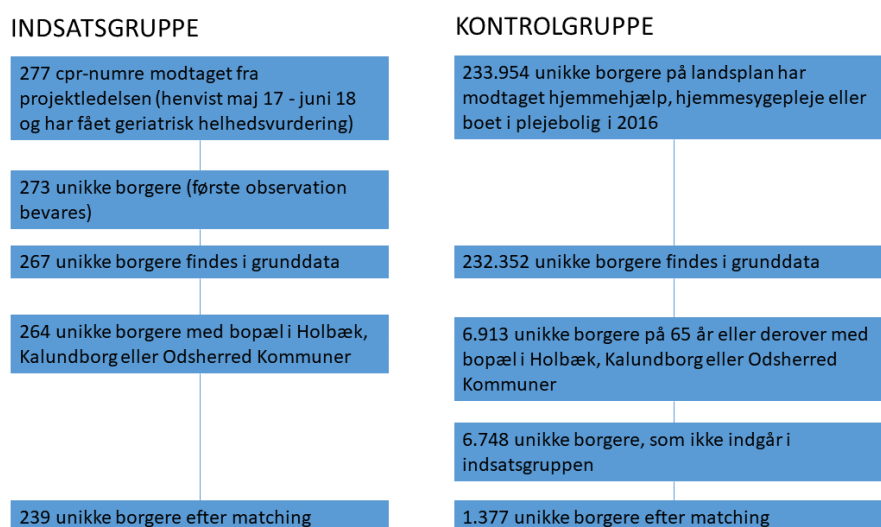 INDSATSGRUPPE
277 cpr-numre modtaget fra
projektledelsen (henvist maj 17 - juni 18
og har fået geriatrisk helhedsvurdering)
273 unikke borgere (første observation
bevares)
267 unikke borgere findes i grunddata
264 unikke borgere med bopæl i Holbæk,
Kalundborg eller Odsherred Kommuner
239 unikke borgere efter matching
KONTROLGRUPPE
233.954 unikke borgere på landsplan har
modtaget hjemmehjælp, hjemmesygepleje eller
boet i plejebolig i 2016
232.352 unikke borgere findes i grunddata
6.913 unikke borgere på 65 år eller derover med
bopæl i Holbæk, Kalundborg eller Odsherred
Kommuner
6.748 unikke borgere, som ikke indgår i
indsatsgruppen
1.377 unikke borgere efter matching